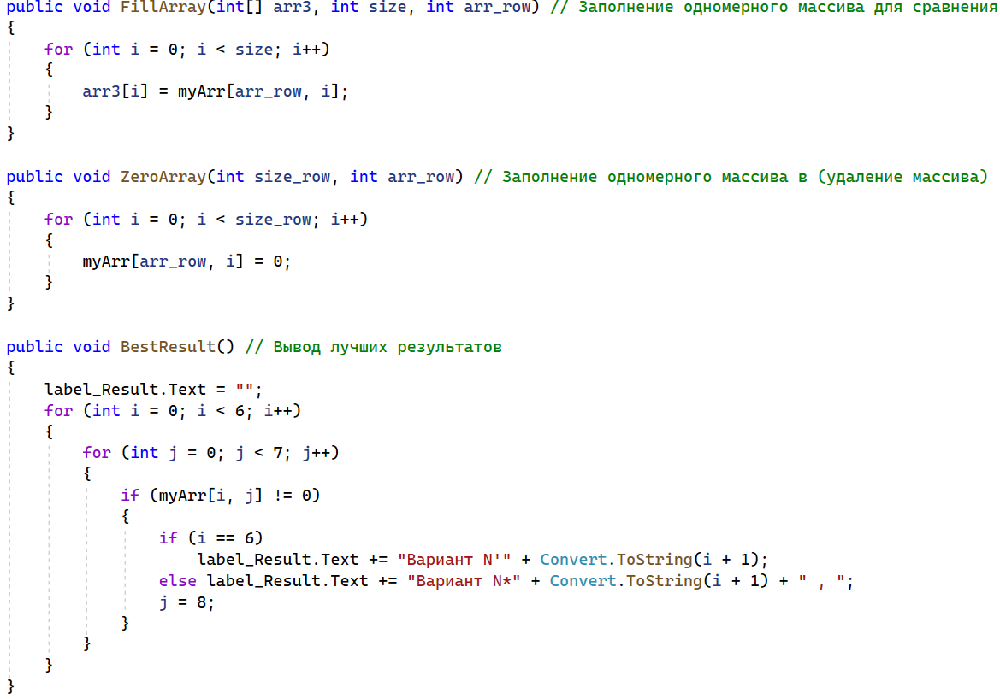 public void FillArray(int[] arr3, int size, int arr_row) // Заполнение одномерного массива для сравнения
{
    for (int i = 0; i < size; i++)
    {
        arr3[i] = myArr[arr_row, i];
    }
}

public void ZeroArray(int size_row, int arr_row) // Заполнение одномерного массива в (удаление массива)
{
    for (int i = 0; i < size_row; i++)
    {
        myArr[arr_row, i] = 0;
    }
}

public void BestResult() // Вывод лучших результатов
{
    label_Result.Text = "";
    for (int i = 0; i < 6; i++)
    {
        for (int j = 0; j < 7; j++)
        {
            if (myArr[i, j] != 0)
            {
                if (i == 6)
                    label_Result.Text += "Вариант N'" + Convert.ToString(i + 1);
                else label_Result.Text += "Вариант N*" + Convert.ToString(i + 1) + " , ";
                j = 8;
            }
        }
    }
}